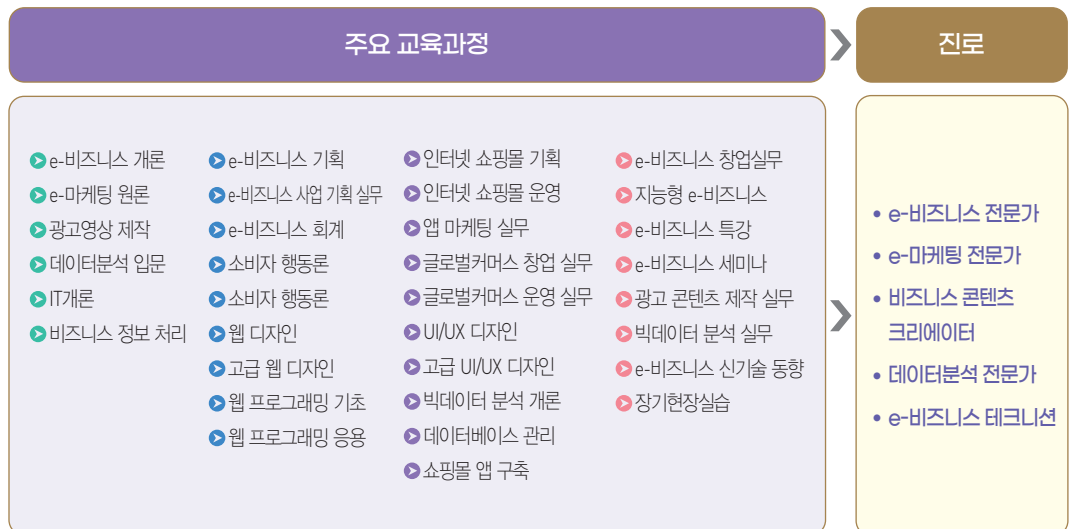 주요 교육과정
진로
e-비즈니스 개론
e-마케팅 원론
광고영상 제작
데이터분석 입문
IT개론
비즈니스 정보 처리
e-비즈니스 기획
e-비즈니스 사업 기획 실무
e-비즈니스 회계
소비자 행동론
소비자 행동론
웹 디자인
고급 웹 디자인
웹 프로그래밍 기초
웹 프로그래밍 응용
인터넷 쇼핑몰 기획
인터넷 쇼핑몰 운영
앱 마케팅 실무
글로벌커머스 창업 실무
글로벌커머스 운영 실무
UI/UX 디자인
고급 UI/UX 디자인
빅데이터 분석 개론
데이터베이스 관리
쇼핑몰 앱 구축
e-비즈니스 창업실무
지능형 e-비즈니스
e-비즈니스 특강
e-비즈니스 세미나
광고 콘텐츠 제작 실무
빅데이터 분석 실무
e-비즈니스 신기술 동향
장기현장실습
• e-비즈니스 전문가
• e-마케팅 전문가
• 비즈니스 콘텐츠
크리에이터
• 데이터분석 전문가
• e-비즈니스 테크니션